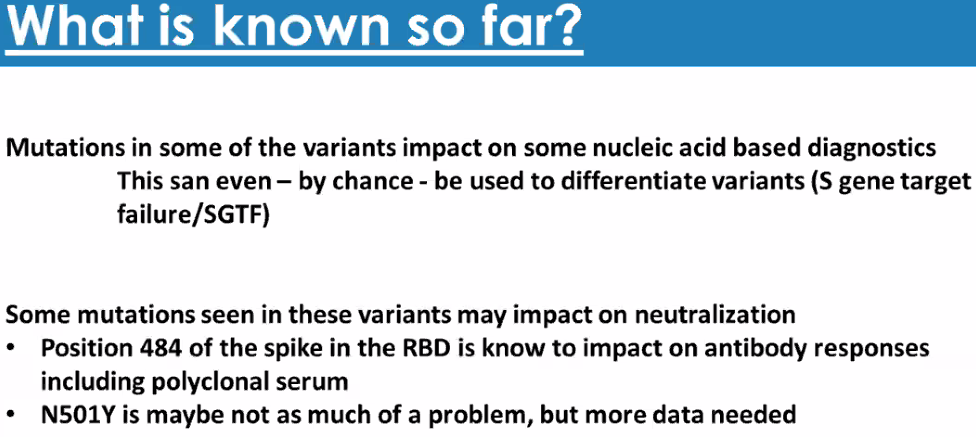 What is known so far?
Mutations in some of the variants impact on some nucleic acid based diagnostics
This san even – by chance - be used to differentiate variants (S gene target
failure/SGTF)
Some mutations seen in these variants may impact on neutralization
• Position 484 of the spike in the RBD is know to impact on antibody responses
including polyclonal serum
• N501Y is maybe not as much of a problem, but more data needed